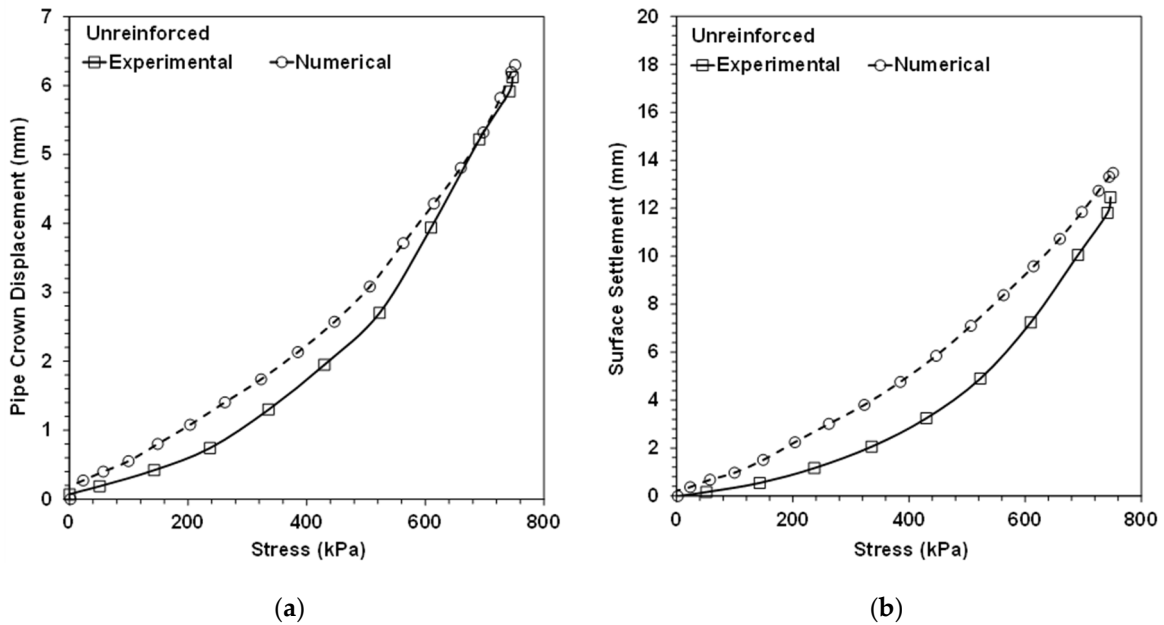 Unreinforced
Experimental Numerical
Pipe Crown Displacement (mm)
7
6
5
4
3
2
1
0
0 200 400 600 800
Stress (kPa)
(a)
Unreinforced
Experimental Numerical
Surface Settlement (mm)
20
18
16
14
12
10
8
6
4
2
0
0 200 400 600 800
Stress (kPa)
(b)